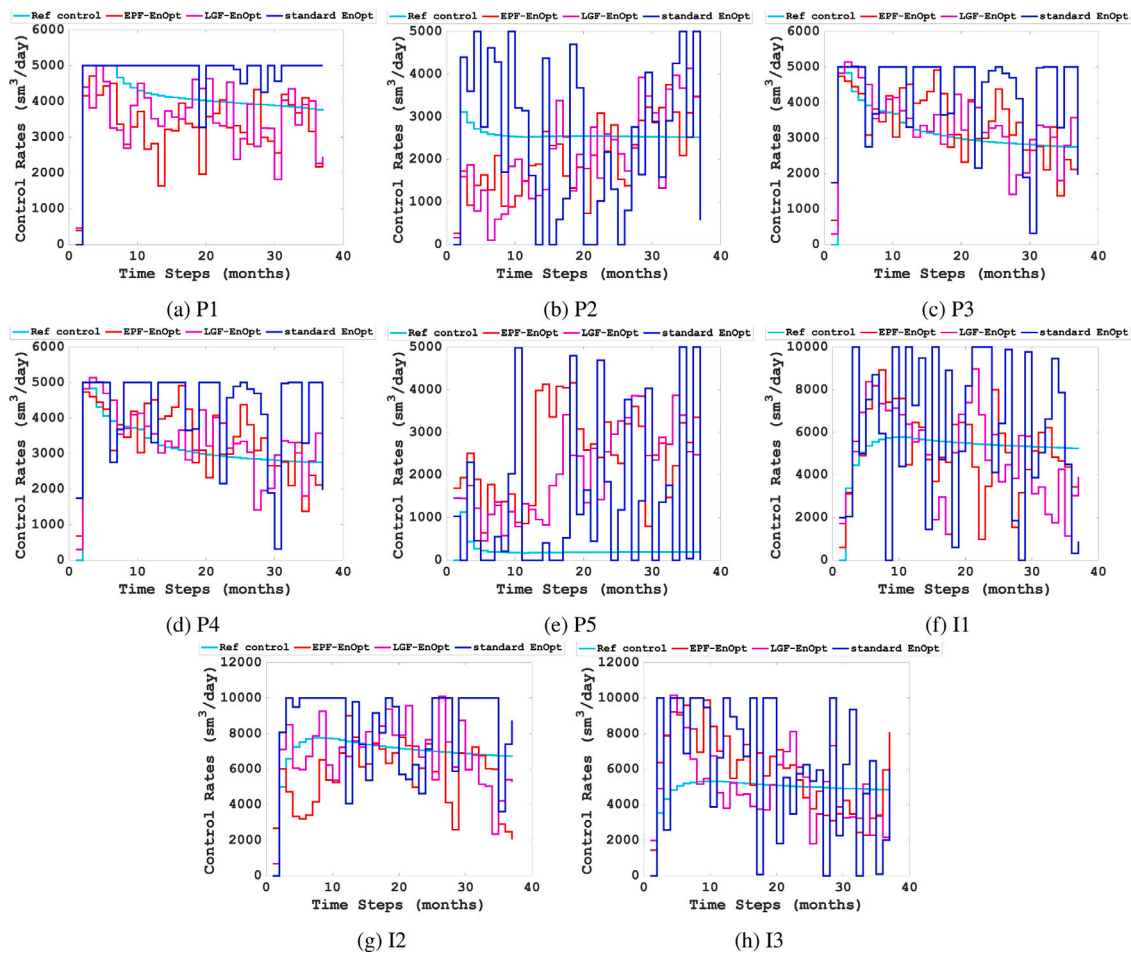 Ref control EPF-EnOpt LGF-EnOpt standard EnOpt
6000
5000
4000
3000
2000
1000
0
Control Rates (sm³/day)
0 10 20 30 40
Time Steps (months)
(a) P1
Ref control EPF-EnOpt LGF-EnOpt standard EnOpt
5000
4000
3000
2000
1000
0
Control Rates (sm³/day)
0 10 20 30 40
Time Steps (months)
(b) P2
Ref control EPF-EnOpt LGF-EnOpt standard EnOpt
6000
5000
4000
3000
2000
1000
0
Control Rates (sm³/day)
0 10 20 30 40
Time Steps (months)
(c) P3
Ref control EPF-EnOpt LGF-EnOpt standard EnOpt
6000
5000
4000
3000
2000
1000
0
Control Rates (sm³/day)
0 10 20 30 40
Time Steps (months)
(d) P4
Ref control EPF-EnOpt LGF-EnOpt standard EnOpt
5000
4000
3000
2000
1000
0
Control Rates (sm³/day)
0 10 20 30 40
Time Steps (months)
(e) P5
Ref control EPF-EnOpt LGF-EnOpt standard EnOpt
10000
8000
6000
4000
2000
0
Control Rates (sm³/day)
0 10 20 30 40
Time Steps (months)
(f) I1
Ref control EPF-EnOpt LGF-EnOpt standard EnOpt
12000
10000
8000
6000
4000
2000
0
Control Rates (sm³/day)
0 10 20 30 40
Time Steps (months)
(g) I2
Ref control EPF-EnOpt LGF-EnOpt standard EnOpt
12000
10000
8000
6000
4000
2000
0
Control Rates (sm³/day)
0 10 20 30 40
Time Steps (months)
(h) I3